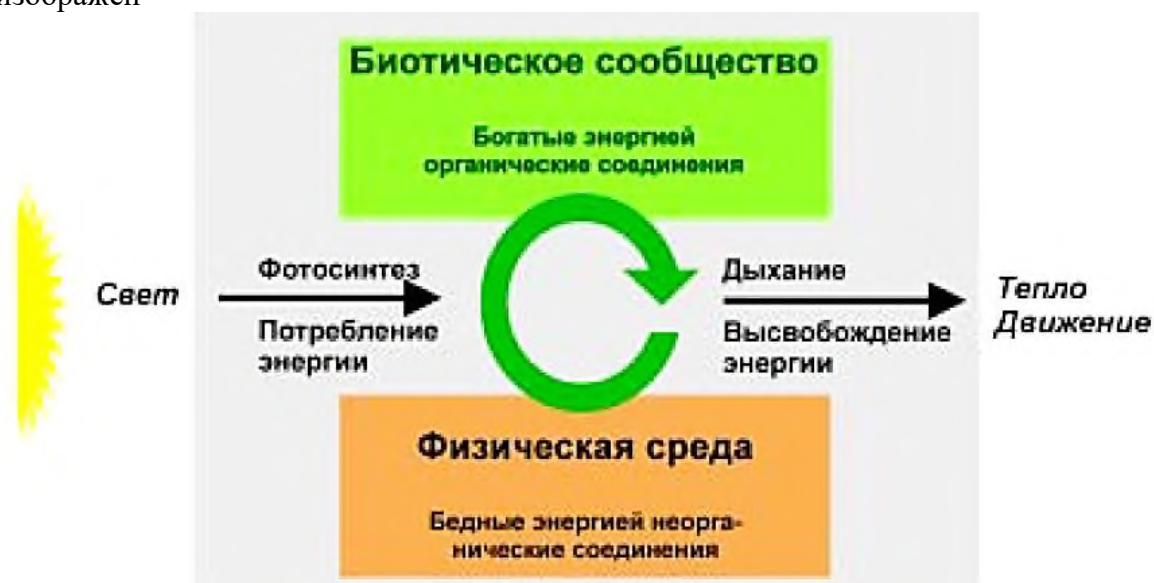 изображен
Биотическое сообщество
Богатые энергией
органические соединения
Свет
Фотосинтез
Потребление
энергии
Дыхание
Высвобождение
энергии
Тепло
Движение
Физическая среда
Бедные энергией неорга-
нические соединения